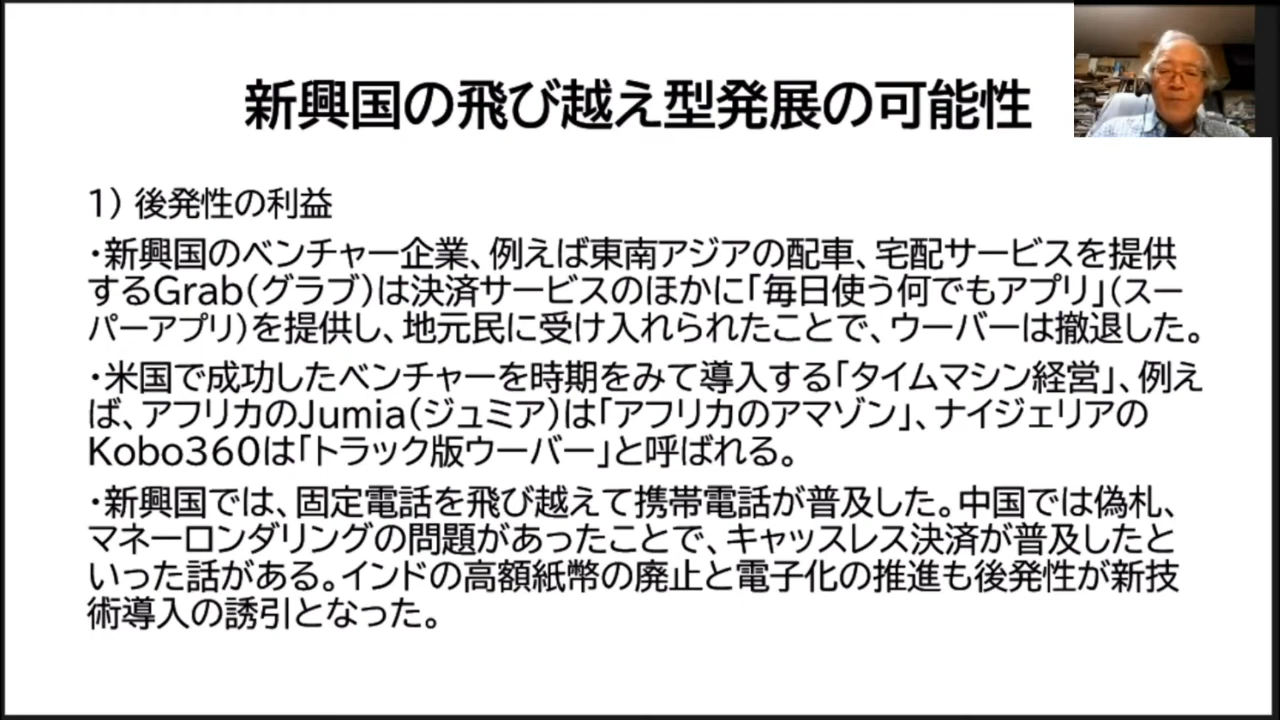 新興国の飛び越え型発展の可能性
1) 後発性の利益
・新興国のベンチャー企業、例えば東南アジアの配車、宅配サービスを提供
するGrab(グラブ)は決済サービスのほかに「毎日使う何でもアプリ」(スー
パーアプリ)を提供し、地元民に受け入れられたことで、ウーバーは撤退した。
・米国で成功したベンチャーを時期をみて導入する「タイムマシン経営」、例え
ば、アフリカのJumia(ジュミア)は「アフリカのアマゾン」、ナイジェリアの
Kobo360は「トラック版ウーバー」と呼ばれる。
・新興国では、固定電話を飛び越えて携帯電話が普及した。中国では偽札、
マネーロンダリングの問題があったことで、キャッスレス決済が普及したと
いった話がある。インドの高額紙幣の廃止と電子化の推進も後発性が新技
術導入の誘引となった。